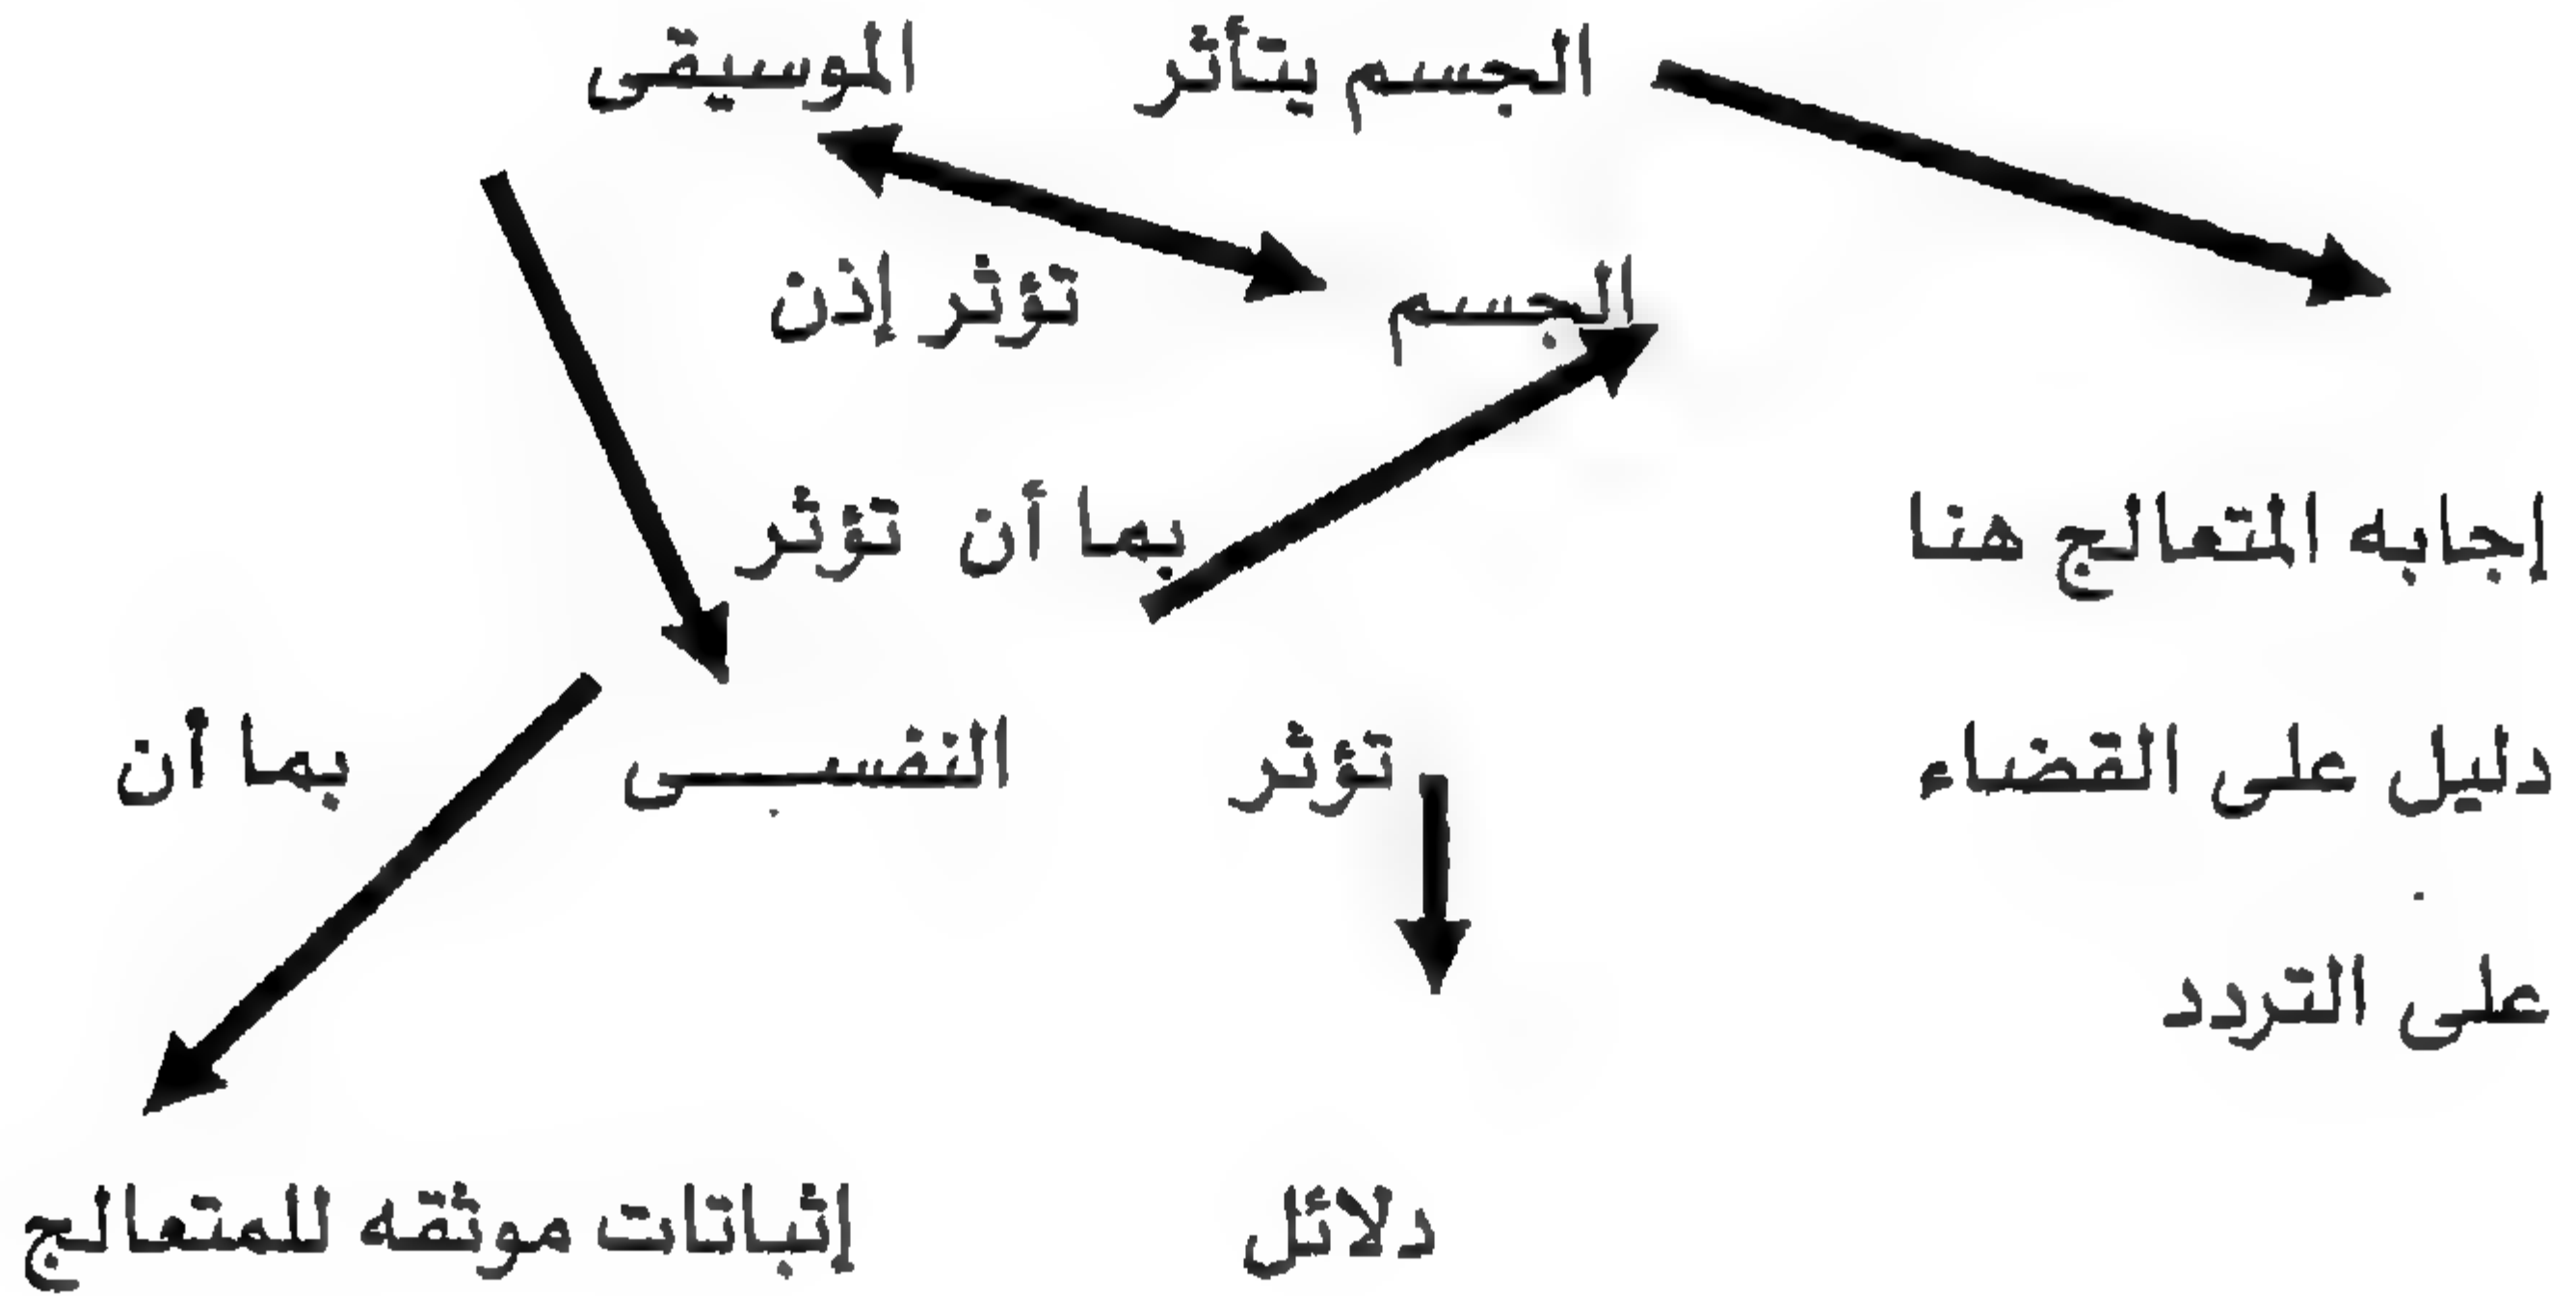 الجسم يتأثر الموسيقى
الجسم تؤثر إذن
بما أن تؤثر
إجابه المتعالج هنا
دليل على القضاء تؤثر النفسى بما أن
على التردد
دلائل إثباتات موثقه للمتعالج